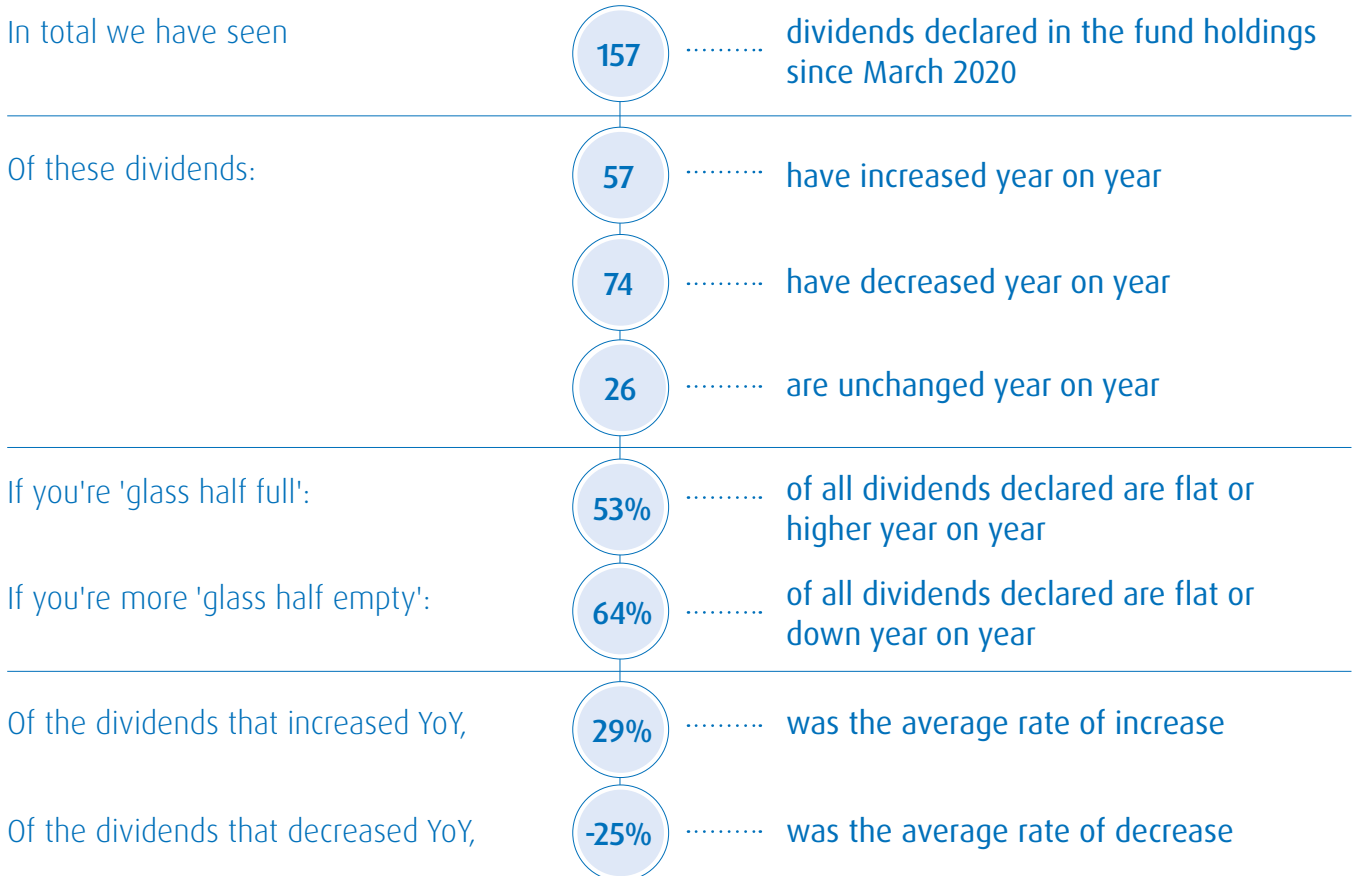 In total we have seen
157
dividends declared in the fund holdings
since March 2020
Of these dividends:
57
have increased year on year
74
have decreased year on year
26
are unchanged year on year
If you're 'glass half full':
53%
of all dividends declared are flat or
higher year on year
If you're more 'glass half empty':
64%
of all dividends declared are flat or
down year on year
Of the dividends that increased YoY,
29%
was the average rate of increase
Of the dividends that decreased YoY,
-25%
was the average rate of decrease